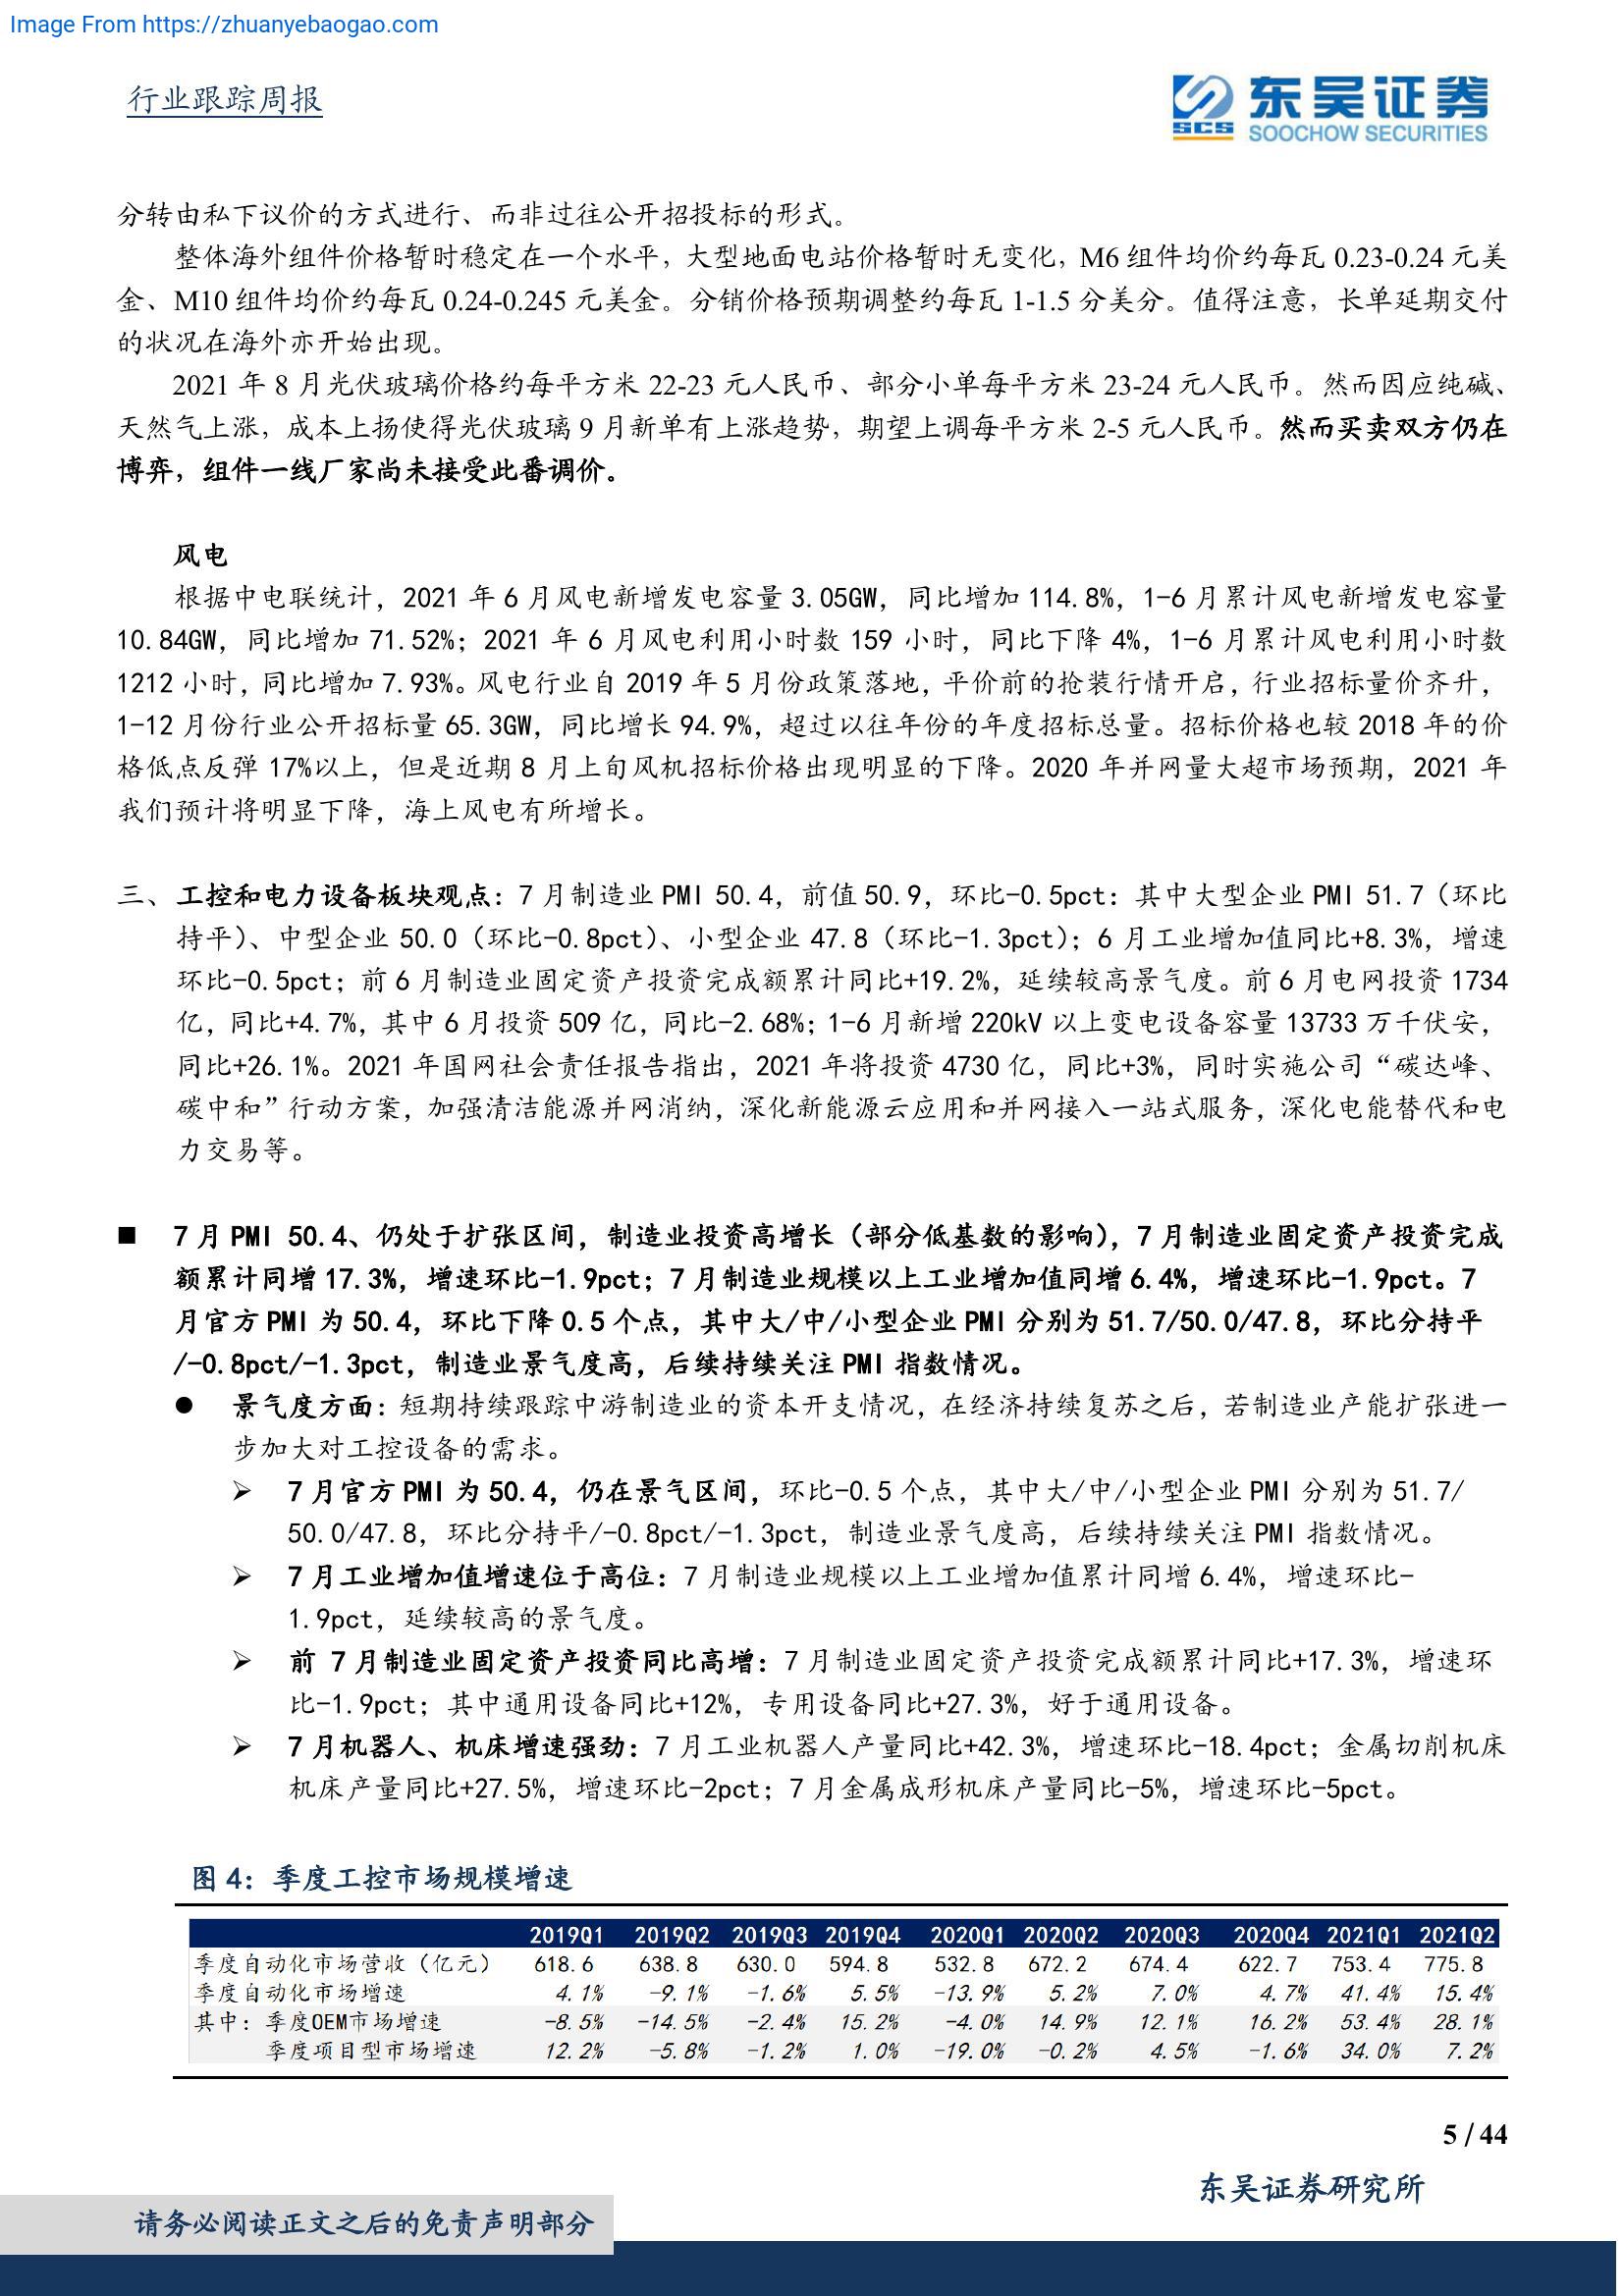 Image From https://zhuanyebaogao.com
行业跟踪周报
东吴证券
SCS
SOOCHOW SECURITIES
分转由私下议价的方式进行、而非过往公开招投标的形式。
整体海外组件价格暂时稳定在一个水平，大型地面电站价格暂时无变化，M6 组件均价约每瓦 0.23-0.24 元美
金、M10 组件均价约每瓦 0.24-0.245 元美金。分销价格预期调整约每瓦 1-1.5 分美分。值得注意，长单延期交付
的状况在海外亦开始出现。
2021 年 8 月光伏玻璃价格约每平方米 22-23 元人民币、部分小单每平方米 23-24 元人民币。然而因应纯碱、
天然气上涨，成本上扬使得光伏玻璃 9 月新单有上涨趋势，期望上调每平方米 2-5 元人民币。然而买卖双方仍在
博弈，组件一线厂家尚未接受此番调价。
风电
根据中电联统计，2021 年 6 月风电新增发电容量 3.05GW，同比增加 114.8%，1-6 月累计风电新增发电容量
10.84GW，同比增加 71.52%；2021 年 6 月风电利用小时数 159 小时，同比下降 4%，1-6 月累计风电利用小时数
1212 小时，同比增加 7.93%。风电行业自 2019 年 5 月份政策落地，平价前的抢装行情开启，行业招标量价齐升，
1-12 月份行业公开招标量 65.3GW，同比增长 94.9%，超过以往年份的年度招标总量。招标价格也较 2018 年的价
格低点反弹 17%以上，但是近期 8 月上旬风机招标价格出现明显的下降。2020 年并网量大超市场预期，2021 年
我们预计将明显下降，海上风电有所增长。
三、工控和电力设备板块观点：7 月制造业 PMI 50.4，前值 50.9，环比-0.5pct：其中大型企业 PMI 51.7（环比
持平）、中型企业 50.0（环比-0.8pct）、小型企业 47.8（环比-1.3pct）；6 月工业增加值同比+8.3%，增速
环比-0.5pct；前 6 月制造业固定资产投资完成额累计同比+19.2%，延续较高景气度。前 6 月电网投资 1734
亿，同比+4.7%，其中 6 月投资 509 亿，同比-2.68%；1-6 月新增 220kV 以上变电设备容量 13733 万千伏安，
同比+26.1%。2021 年国网社会责任报告指出，2021 年将投资 4730 亿，同比+3%，同时实施公司“碳达峰、
碳中和”行动方案，加强清洁能源并网消纳，深化新能源云应用和并网接入一站式服务，深化电能替代和电
力交易等。
■ 7 月 PMI 50.4、仍处于扩张区间，制造业投资高增长（部分低基数的影响），7 月制造业固定资产投资完成
额累计同增 17.3%，增速环比-1.9pct；7 月制造业规模以上工业增加值同增 6.4%，增速环比-1.9pct。7
月官方 PMI 为 50.4，环比下降 0.5 个点，其中大/中/小型企业 PMI 分别为 51.7/50.0/47.8，环比分持平
/-0.8pct/-1.3pct，制造业景气度高，后续持续关注 PMI 指数情况。
● 景气度方面：短期持续跟踪中游制造业的资本开支情况，在经济持续复苏之后，若制造业产能扩张进一
步加大对工控设备的需求。
➢ 7 月官方 PMI 为 50.4，仍在景气区间，环比-0.5 个点，其中大/中/小型企业 PMI 分别为 51.7/
50.0/47.8，环比分持平/-0.8pct/-1.3pct，制造业景气度高，后续持续关注 PMI 指数情况。
➢ 7 月工业增加值增速位于高位：7 月制造业规模以上工业增加值累计同增 6.4%，增速环比-
1.9pct，延续较高的景气度。
➢ 前 7 月制造业固定资产投资同比高增：7 月制造业固定资产投资完成额累计同比+17.3%，增速环
比-1.9pct；其中通用设备同比+12%，专用设备同比+27.3%，好于通用设备。
➢ 7 月机器人、机床增速强劲：7 月工业机器人产量同比+42.3%，增速环比-18.4pct；金属切削机床
机床产量同比+27.5%，增速环比-2pct；7 月金属成形机床产量同比-5%，增速环比-5pct。
图 4：季度工控市场规模增速
2019Q1 2019Q2 2019Q3 2019Q4 2020Q1 2020Q2 2020Q3 2020Q4 2021Q1 2021Q2
季度自动化市场营收（亿元） 618.6 638.8 630.0 594.8 532.8 672.2 674.4 622.7 753.4 775.8
季度自动化市场增速 4.1% -9.1% -1.6% 5.5% -13.9% 5.2% 7.0% 4.7% 41.4% 15.4%
其中：季度OEM市场增速 -8.5% -14.5% -2.4% 15.2% -4.0% 14.9% 12.1% 16.2% 53.4% 28.1%
季度项目型市场增速 12.2% -5.8% -1.2% 1.0% -19.0% -0.2% 4.5% -1.6% 34.0% 7.2%
5 / 44
东吴证券研究所
请务必阅读正文之后的免责声明部分